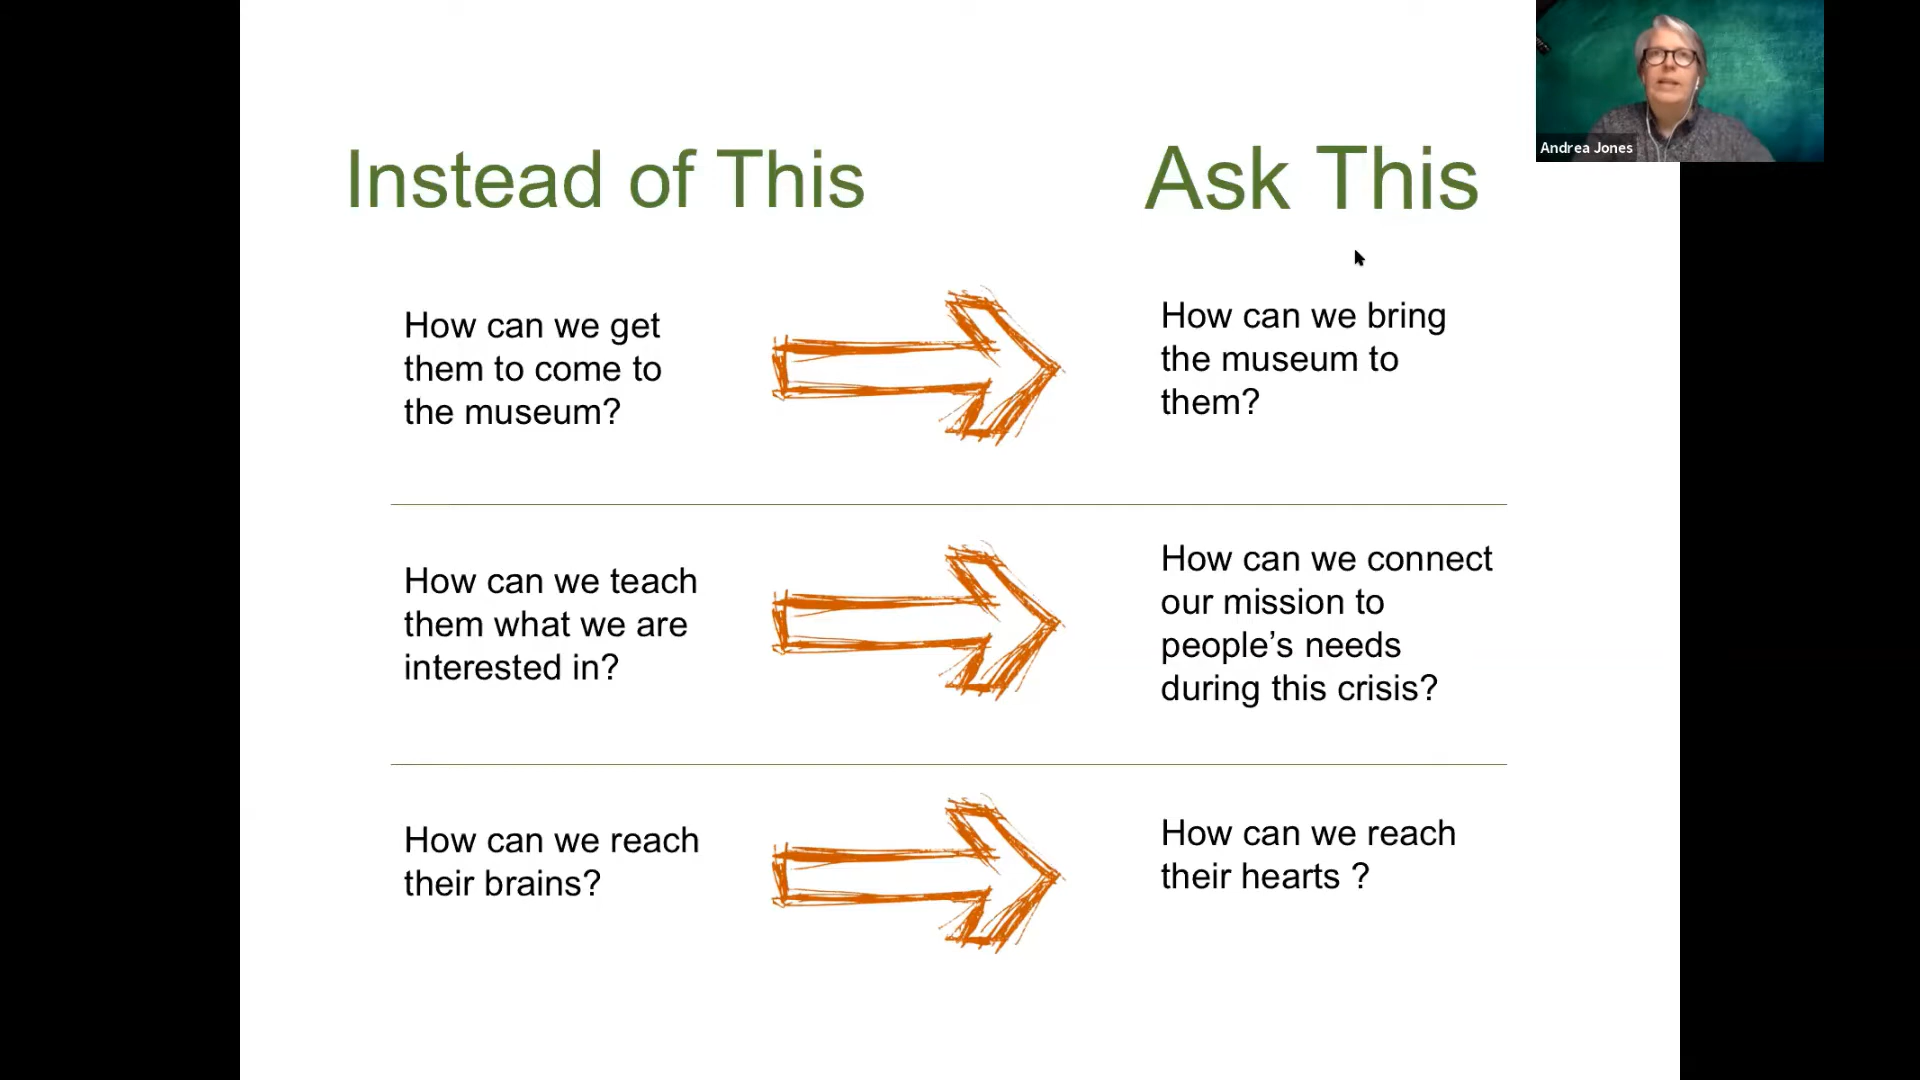 Instead of This
Ask This
Andrea Jones
How can we get
them to come to
the museum?
How can we bring
the museum to
them?
How can we teach
them what we are
interested in?
How can we connect
our mission to
people’s needs
during this crisis?
How can we reach
their brains?
How can we reach
their hearts ?